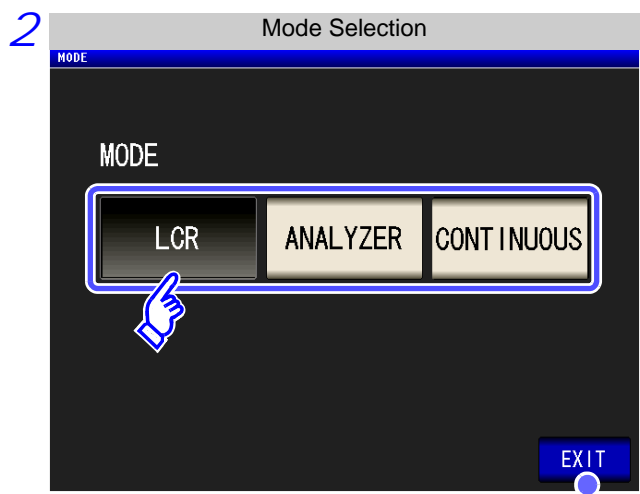 2
Mode Selection
MODE
MODE
LCR ANALYZER CONTINUOUS
EXIT